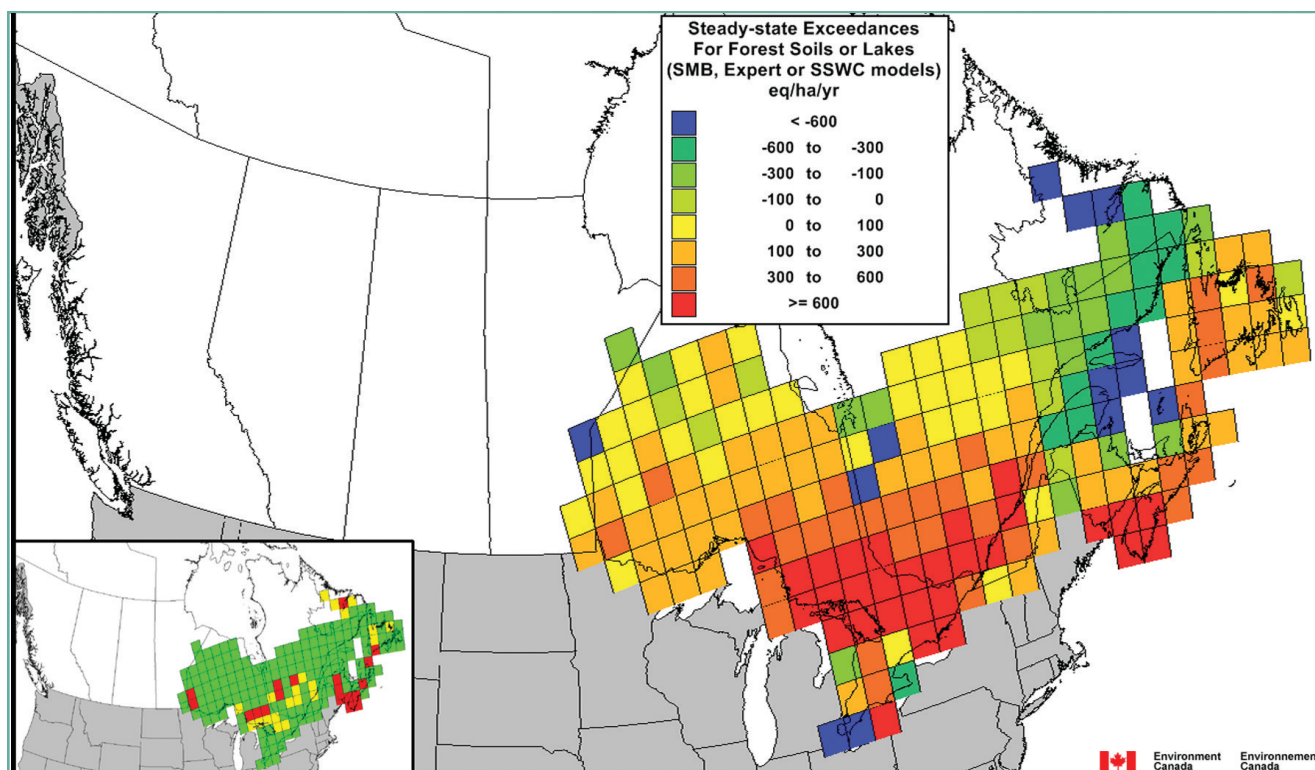 Steady-state Exceedances
For Forest Soils or Lakes
(SMB, Expert or SSWC models)
eq/ha/yr
< -600
-600 to -300
-300 to -100
-100 to 0
0 to 100
100 to 300
300 to 600
>= 600
Environment Environnement
Canada Canada